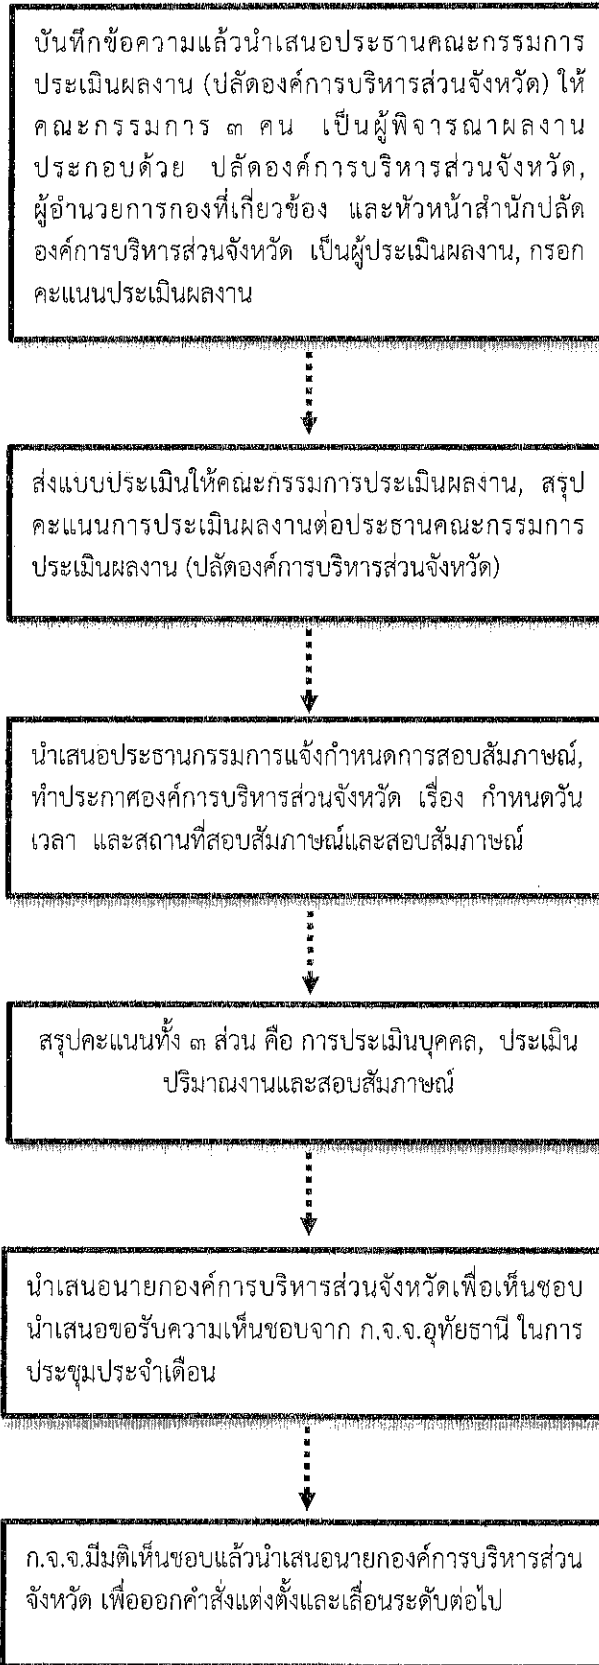 บันทึกข้อความแล้วนำเสนอประธานคณะกรรมการ
ประเมินผลงาน (ปลัดองค์การบริหารส่วนจังหวัด) ให้
คณะกรรมการ ๓ คน เป็นผู้พิจารณาผลงาน
ประกอบด้วย ปลัดองค์การบริหารส่วนจังหวัด,
ผู้อำนวยการกองที่เกี่ยวข้อง และหัวหน้าสำนักปลัด
องค์การบริหารส่วนจังหวัด เป็นผู้ประเมินผลงาน, กรอก
คะแนนประเมินผลงาน
ส่งแบบประเมินให้คณะกรรมการประเมินผลงาน, สรุป
คะแนนการประเมินผลงานต่อประธานคณะกรรมการ
ประเมินผลงาน (ปลัดองค์การบริหารส่วนจังหวัด)
นำเสนอประธานกรรมการแจ้งกำหนดการสอบสัมภาษณ์,
ทำประกาศองค์การบริหารส่วนจังหวัด เรื่อง กำหนดวัน
เวลา และสถานที่สอบสัมภาษณ์และสอบสัมภาษณ์
สรุปคะแนนทั้ง ๓ ส่วน คือ การประเมินบุคคล, ประเมิน
ปริมาณงานและสอบสัมภาษณ์
นำเสนอนายกองค์การบริหารส่วนจังหวัดเพื่อเห็นชอบ
นำเสนอขอรับความเห็นชอบจาก ก.จ.จ.อุทัยธานี ในการ
ประชุมประจำเดือน
ก.จ.จ.มีมติเห็นชอบแล้วนำเสนอนายกองค์การบริหารส่วน
จังหวัด เพื่อออกคำสั่งแต่งตั้งและเลื่อนระดับต่อไป